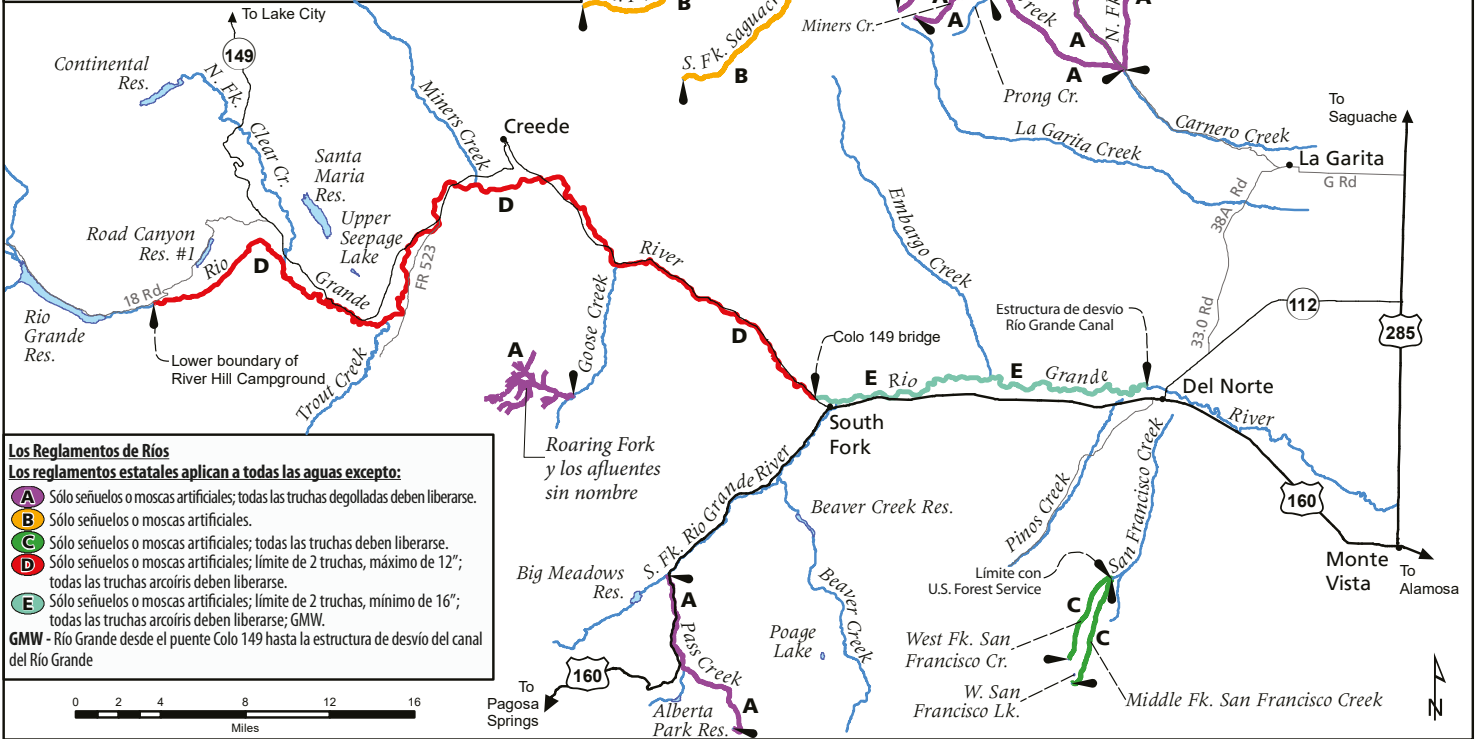 To Lake City
149
Continental
Res.
N. Fk.
Clear Cr.
Miners Creek
Creede
Santa
Maria
Res.
Upper
Seepage
Lake
Road Canyon
Res. #1
Rio
D
Grande
18 Rd
FR 523
Rio
Grande
Res.
Lower boundary of
River Hill Campground
Trout Creek
D
River
Goose Creek
D
A
Roaring Fork
y los afluentes
sin nombre
B
S. Fk. Saguache
B
Miners Cr.
A
A
Creek
A
A
N. Fk
A
Prong Cr.
La Garita Creek
Carnero Creek
To
Saguache
La Garita
G Rd
38A Rd
33.0 Rd
112
285
Embargo Creek
Estructura de desvío
Río Grande Canal
Colo 149 bridge
E
Rio
E
Grande
Del Norte
River
South
Fork
S. Fk. Rio Grande River
Beaver Creek Res.
Beaver Creek
Big Meadows
Res.
A
Pass Creek
A
Poage
Lake
Alberta
Park Res.
160
To
Pagosa
Springs
Pinos Creek
San Francisco Creek
Límite con
U.S. Forest Service
C
C
West Fk. San
Francisco Cr.
W. San
Francisco Lk.
Middle Fk. San Francisco Creek
160
Monte
Vista
To
Alamosa
N
Los Reglamentos de Ríos
Los reglamentos estatales aplican a todas las aguas excepto:
A Sólo señuelos o moscas artificiales; todas las truchas degolladas deben liberarse.
B Sólo señuelos o moscas artificiales.
C Sólo señuelos o moscas artificiales; todas las truchas deben liberarse.
D Sólo señuelos o moscas artificiales; límite de 2 truchas, máximo de 12”;
todas las truchas arcoíris deben liberarse.
E Sólo señuelos o moscas artificiales; límite de 2 truchas, mínimo de 16”;
todas las truchas arcoíris deben liberarse; GMW.
GMW - Río Grande desde el puente Colo 149 hasta la estructura de desvío del canal
del Río Grande
0 2 4 8 12 16
Miles